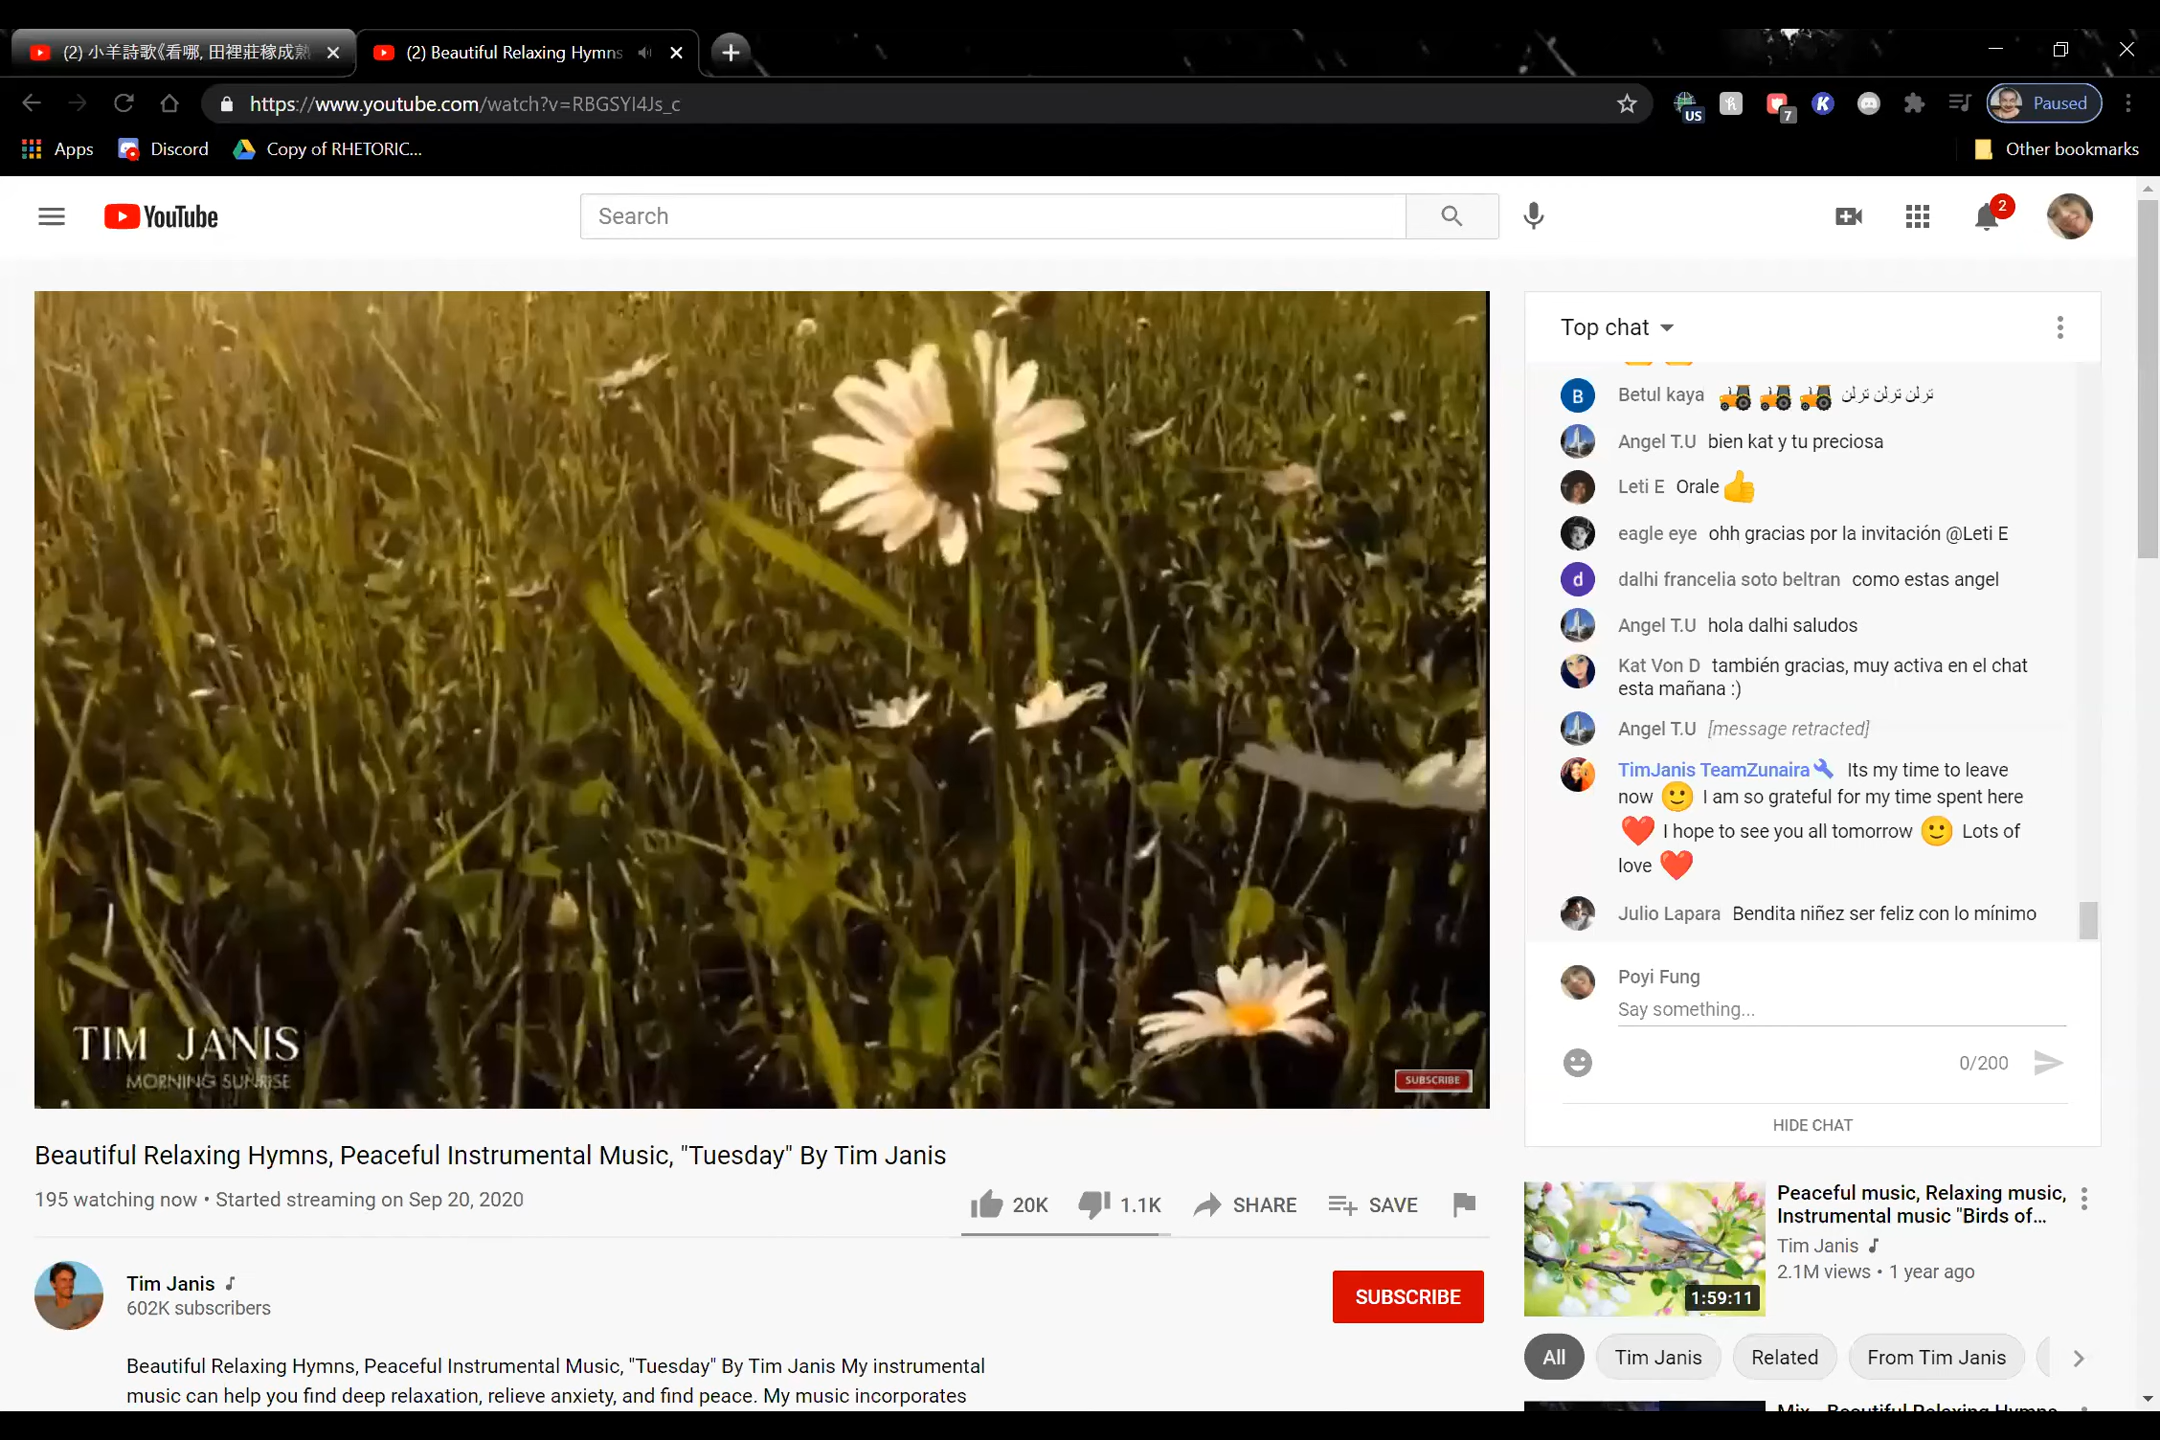 (2) 小羊詩歌《看哪, 田裡莊稼成熟
(2) Beautiful Relaxing Hymns
https://www.youtube.com/watch?v=RBGSYI4Js_c
US
7
Paused
Apps
Discord
Copy of RHETORIC...
Other bookmarks
YouTube
Search
2
TIM JANIS
MORNING SUNRISE
SUBSCRIBE
Top chat
B
Betul kaya ترلن ترلن ترلن
Angel T.U bien kat y tu preciosa
Leti E Orale
eagle eye ohh gracias por la invitación @Leti E
d
dalhi francelia soto beltran como estas angel
Angel T.U hola dalhi saludos
Kat Von D también gracias, muy activa en el chat
esta mañana :)
Angel T.U [message retracted]
TimJanis TeamZunaira Its my time to leave
now I am so grateful for my time spent here
I hope to see you all tomorrow Lots of
love
Julio Lapara Bendita niñez ser feliz con lo mínimo
Poyi Fung
Say something...
0/200
HIDE CHAT
Beautiful Relaxing Hymns, Peaceful Instrumental Music, "Tuesday" By Tim Janis
195 watching now • Started streaming on Sep 20, 2020
20K
1.1K
SHARE
SAVE
Tim Janis
602K subscribers
SUBSCRIBE
Beautiful Relaxing Hymns, Peaceful Instrumental Music, "Tuesday" By Tim Janis My instrumental
music can help you find deep relaxation, relieve anxiety, and find peace. My music incorporates
Peaceful music, Relaxing music,
Instrumental music "Birds of...
Tim Janis
2.1M views • 1 year ago
1:59:11
All
Tim Janis
Related
From Tim Janis
Mix - Beautiful Relaxing Hymns